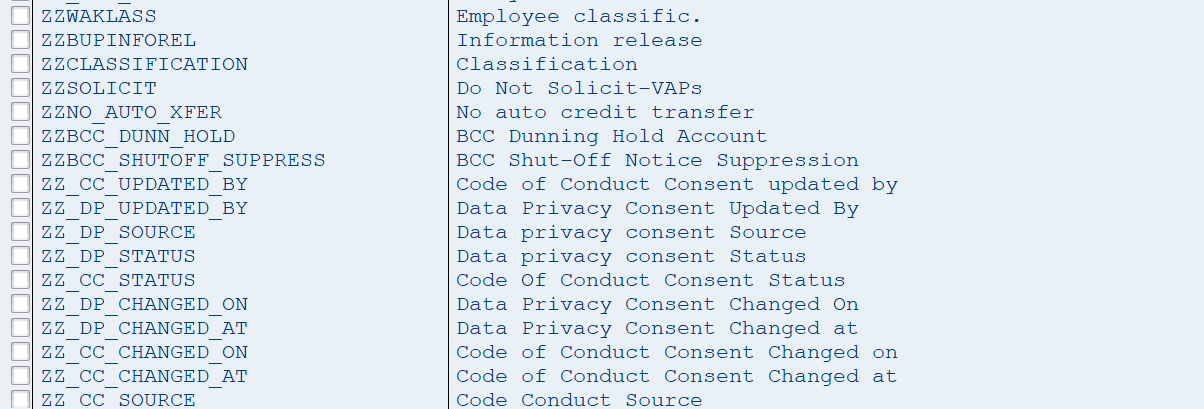 ZZWAKLASS Employee classific.
ZZBUPINFOREL Information release
ZZCLASSIFICATION Classification
ZZSOLICIT Do Not Solicit-VAPs
ZZNO_AUTO_XFER No auto credit transfer
ZZBCC_DUNN_HOLD BCC Dunning Hold Account
ZZBCC_SHUTOFF_SUPPRESS BCC Shut-Off Notice Suppression
ZZ_CC_UPDATED_BY Code of Conduct Consent updated by
ZZ_DP_UPDATED_BY Data Privacy Consent Updated By
ZZ_DP_SOURCE Data privacy consent Source
ZZ_DP_STATUS Data privacy consent Status
ZZ_CC_STATUS Code Of Conduct Consent Status
ZZ_DP_CHANGED_ON Data Privacy Consent Changed On
ZZ_DP_CHANGED_AT Data Privacy Consent Changed at
ZZ_CC_CHANGED_ON Code of Conduct Consent Changed on
ZZ_CC_CHANGED_AT Code of Conduct Consent Changed at
ZZ_CC_SOURCE Code Conduct Source